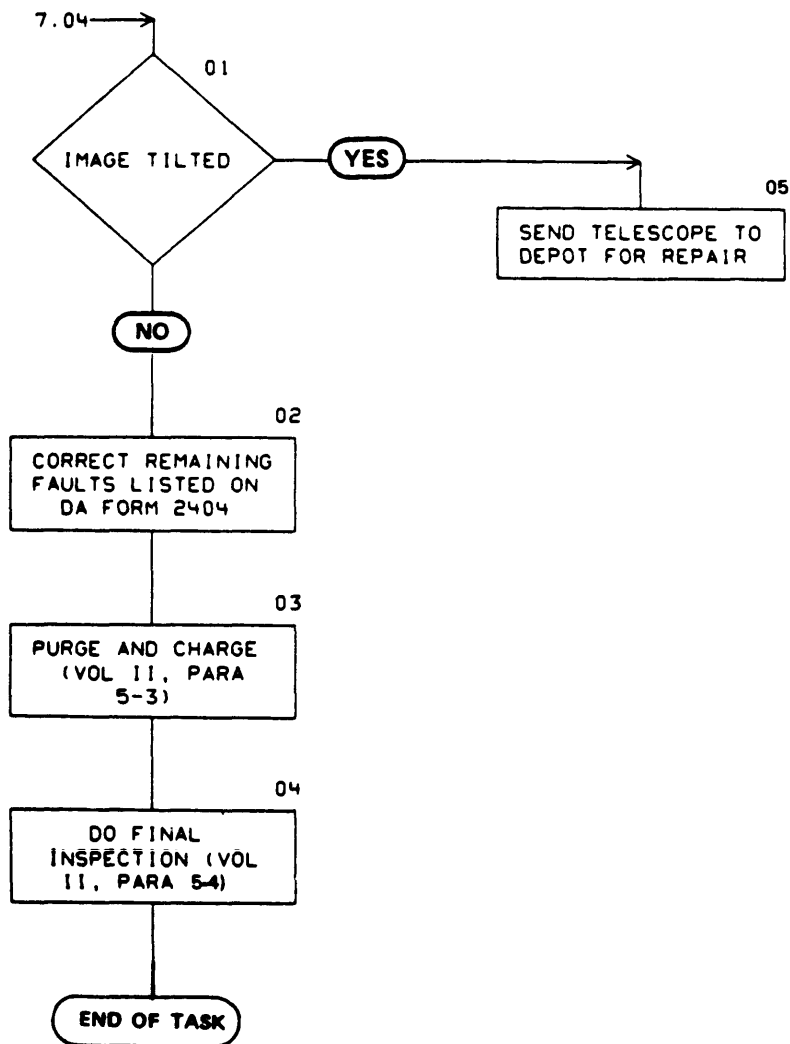 7.04
01
IMAGE TILTED
YES
05
SEND TELESCOPE TO
DEPOT FOR REPAIR
NO
02
CORRECT REMAINING
FAULTS LISTED ON
DA FORM 2404
03
PURGE AND CHARGE
(VOL II, PARA
5-3)
04
DO FINAL
INSPECTION (VOL
II, PARA 5-4)
END OF TASK